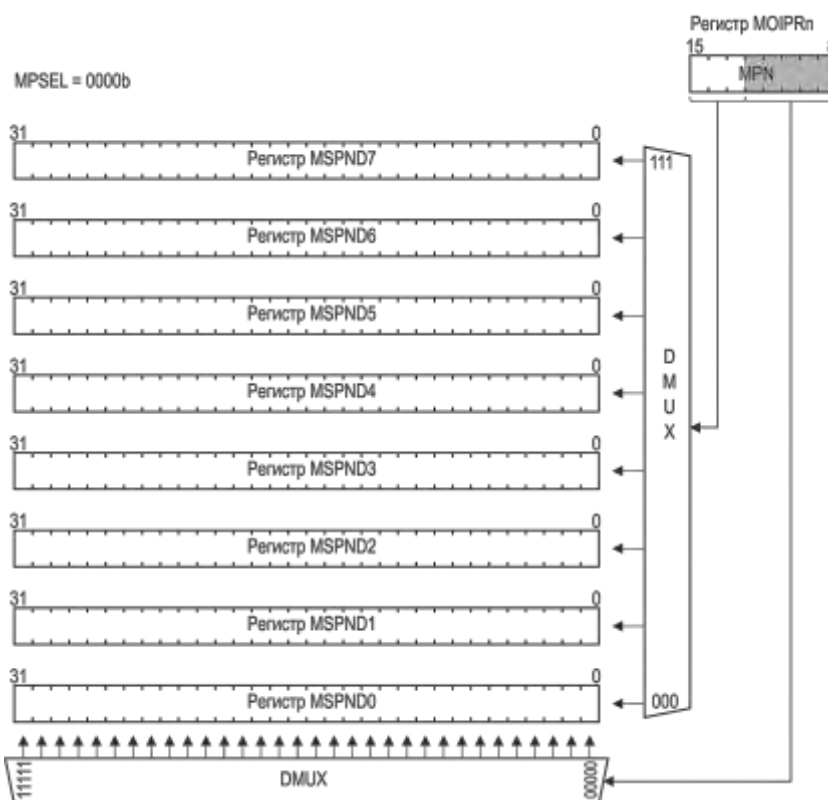 Регистр MOIPRn
15
MPN
MPSEL = 0000b
31 0
Регистр MSPND7
111
31 0
Регистр MSPND6
31 0
Регистр MSPND5
31 0
Регистр MSPND4
31 0
Регистр MSPND3
31 0
Регистр MSPND2
31 0
Регистр MSPND1
31 0
Регистр MSPND0
000
D
M
U
X
11111 DMUX 00000